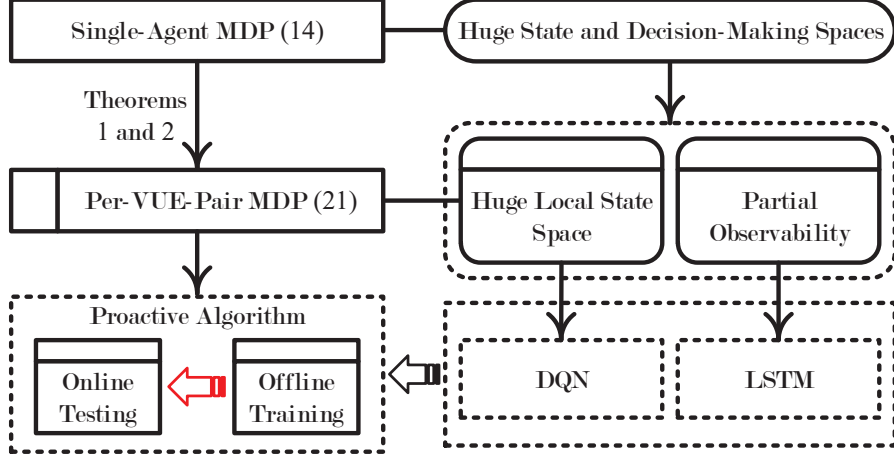 Single-Agent MDP (14)
Huge State and Decision-Making Spaces
Theorems
1 and 2
Per-VUE-Pair MDP (21)
Huge Local State
Space
Partial
Observability
Proactive Algorithm
Online
Testing
Offline
Training
DQN
LSTM